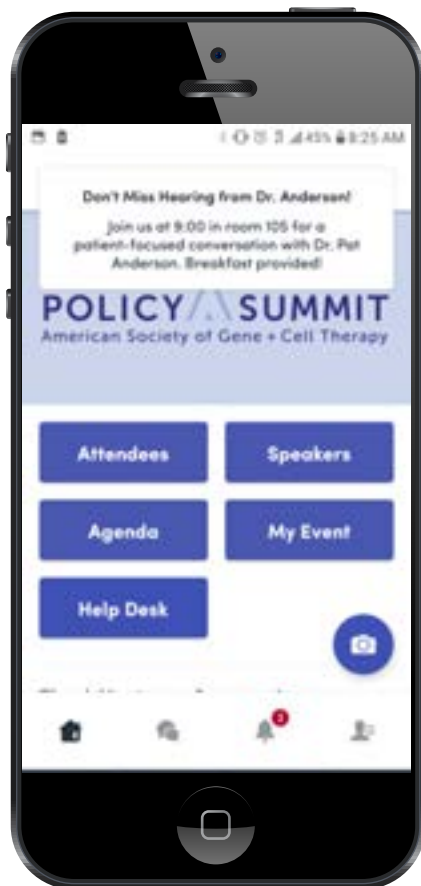 45% 8:25 AM
Don't Miss Hearing from Dr. Anderson!
Join us at 9:00 in room 105 for a
patient-focused conversation with Dr. Pat
Anderson. Breakfast provided!
POLICY SUMMIT
American Society of Gene + Cell Therapy
Attendees Speakers
Agenda My Event
Help Desk